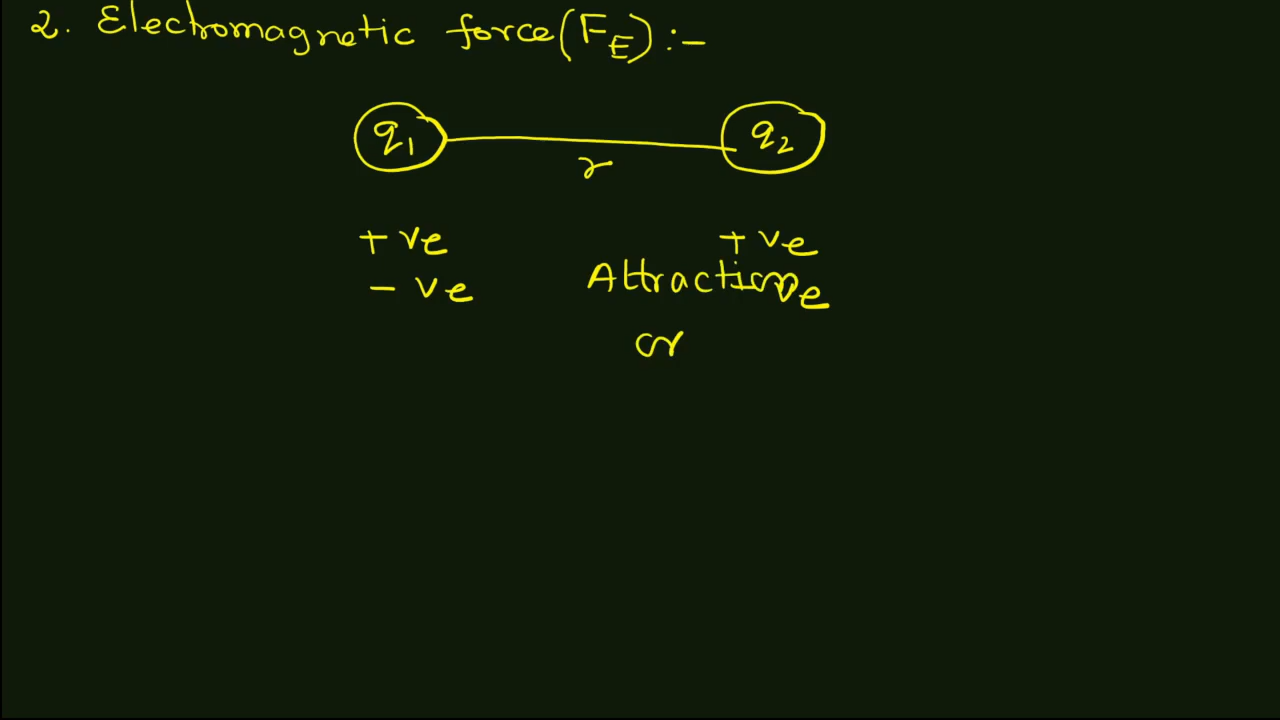 2. Electromagnetic force(F_E) :-
q1 r q2
+ve +ve
-ve Attraction ve
or